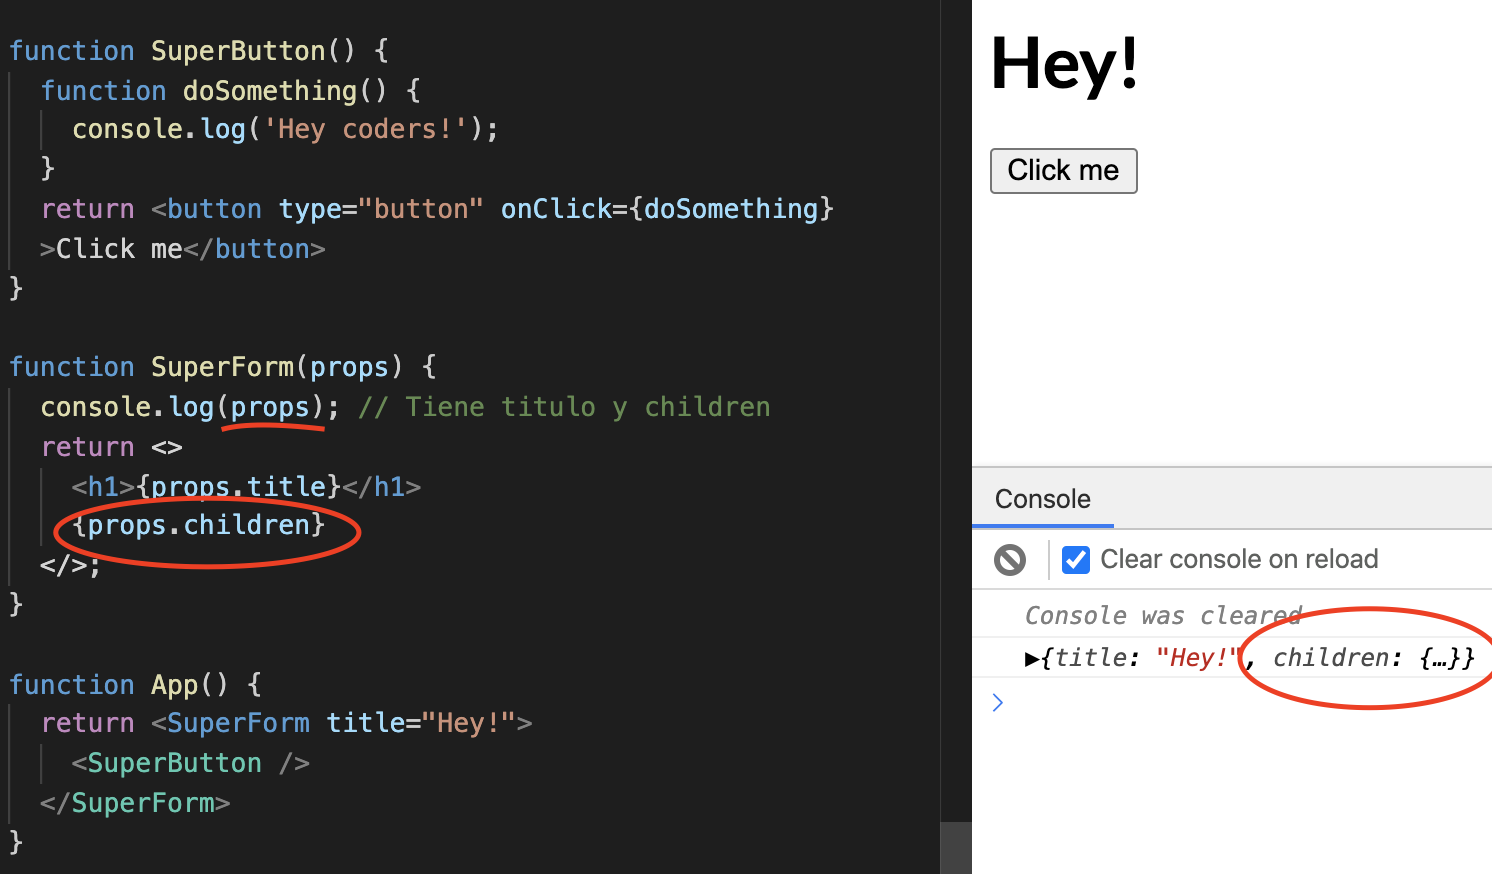 function SuperButton() {
function doSomething() {
console.log('Hey coders!');
}
return <button type="button" onClick={doSomething}
>Click me</button>
}
function SuperForm(props) {
console.log(props); // Tiene titulo y children
return <>
<h1>{props.title}</h1>
{props.children}
</>;
}
function App() {
return <SuperForm title="Hey!">
<SuperButton />
</SuperForm>
}
Hey!
Click me
Console
Clear console on reload
Console was cleared
▶{title: "Hey!", children: {…}}
>